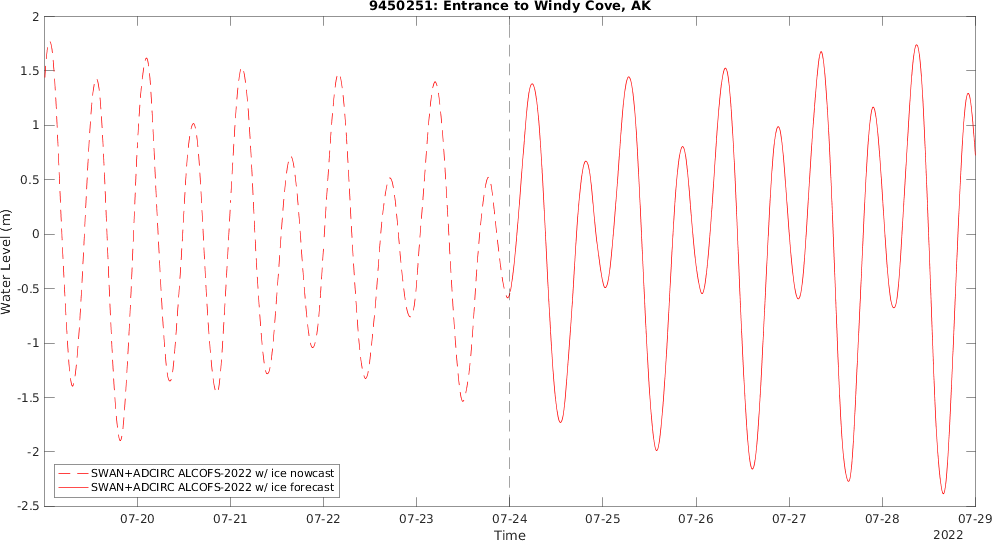 9450251: Entrance to Windy Cove, AK
2
1.5
1
0.5
0
-0.5
-1
-1.5
-2
-2.5
Water Level (m)
SWAN+ADCIRC ALCOFS-2022 w/ ice nowcast
SWAN+ADCIRC ALCOFS-2022 w/ ice forecast
07-20 07-21 07-22 07-23 07-24 07-25 07-26 07-27 07-28 07-29
Time
2022